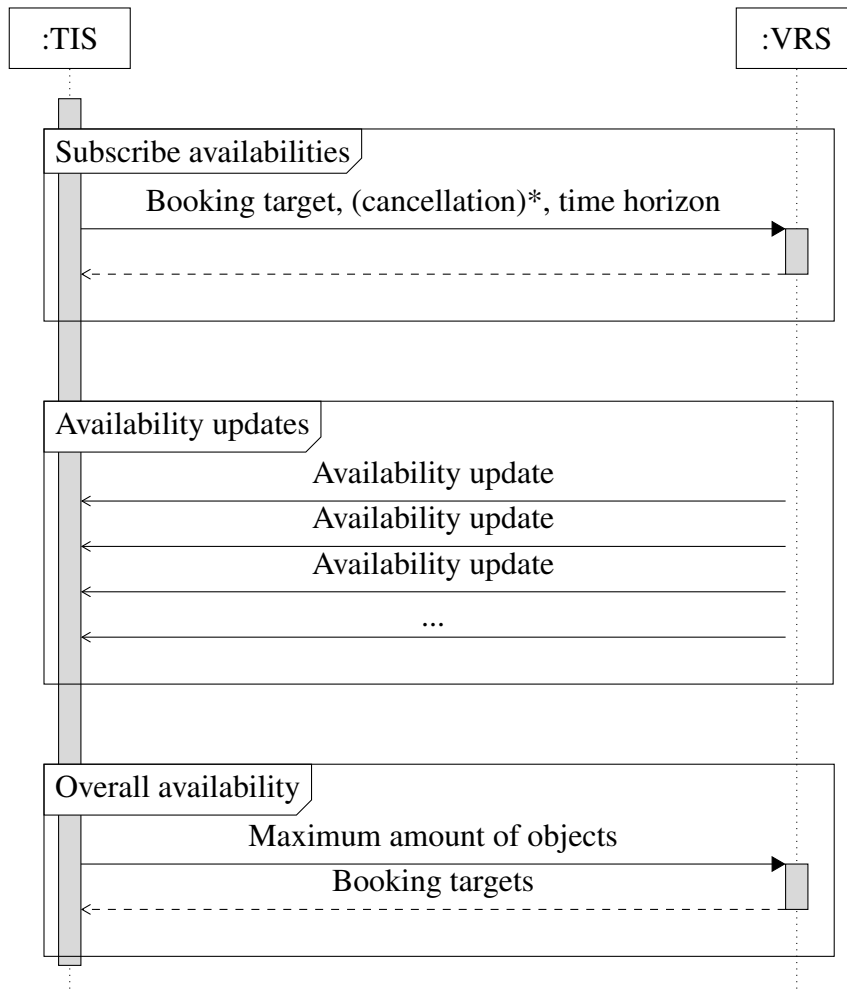 :TIS
:VRS
Subscribe availabilities
Booking target, (cancellation)*, time horizon
Availability updates
Availability update
Availability update
Availability update
...
Overall availability
Maximum amount of objects
Booking targets